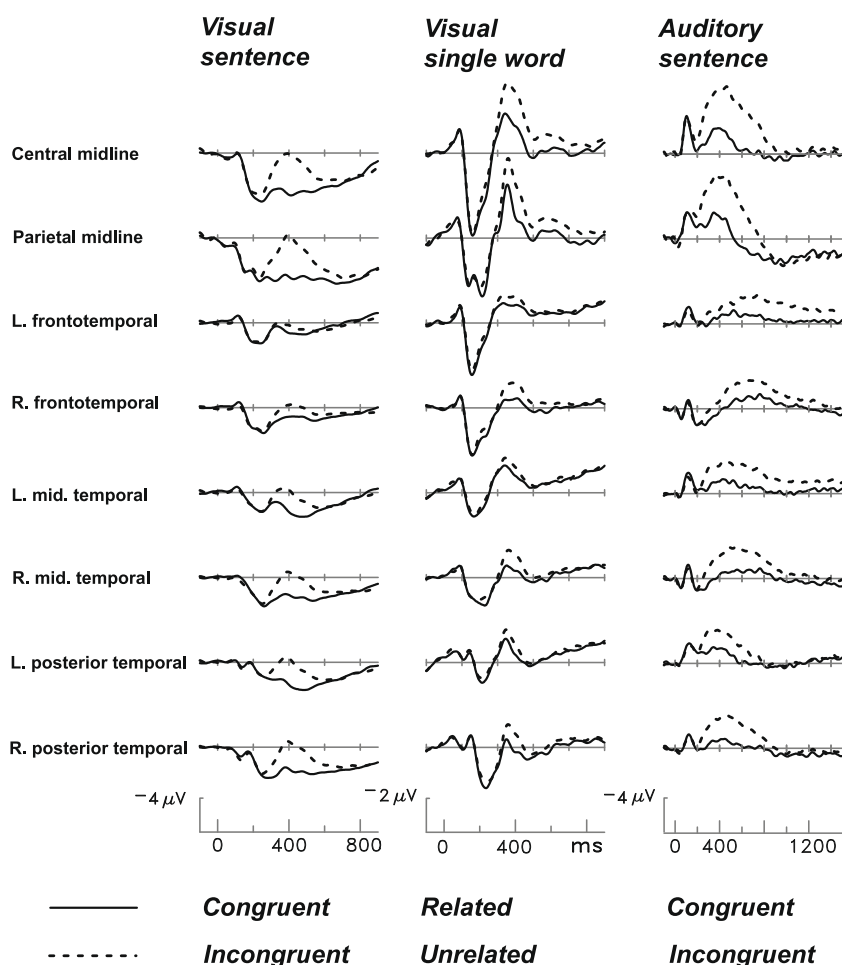 Visual sentence
Visual single word
Auditory sentence
Central midline
Parietal midline
L. frontotemporal
R. frontotemporal
L. mid. temporal
R. mid. temporal
L. posterior temporal
R. posterior temporal
−4 μV
−2 μV
−4 μV
0 400 800
0 400 ms
0 400 1200
Congruent Related Congruent
Incongruent Unrelated Incongruent